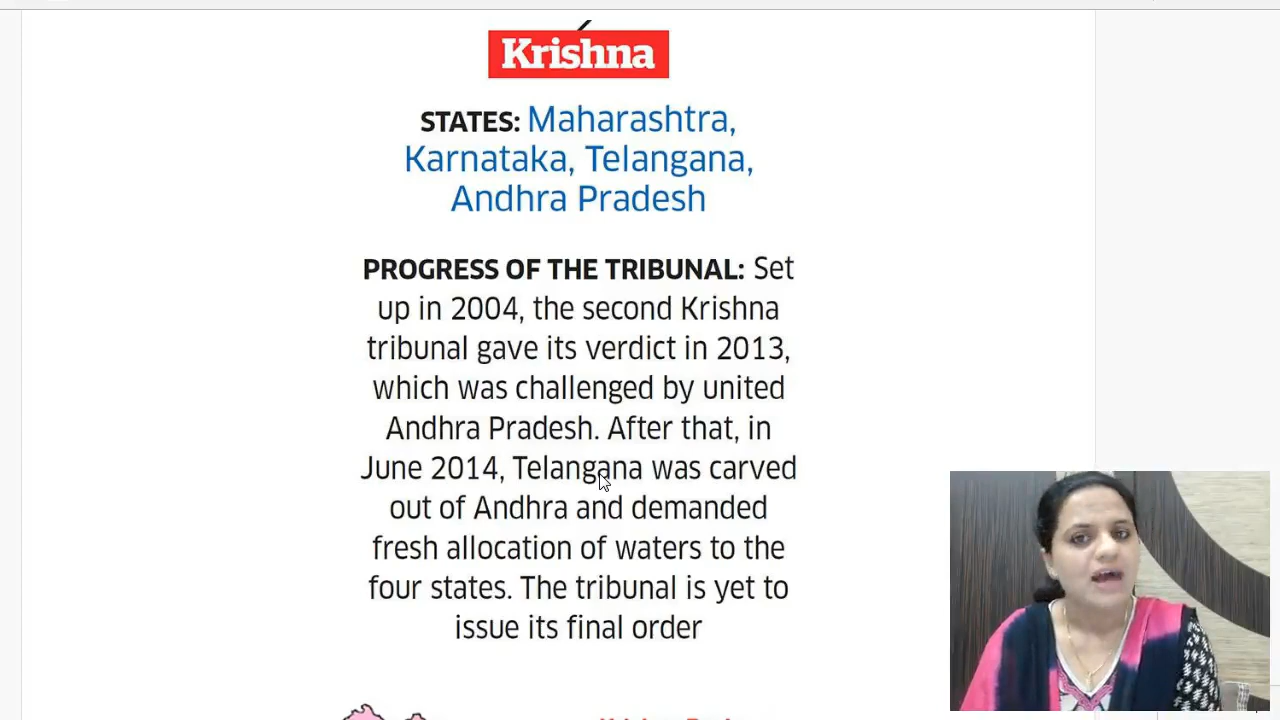 Krishna
STATES: Maharashtra,
Karnataka, Telangana,
Andhra Pradesh
PROGRESS OF THE TRIBUNAL: Set
up in 2004, the second Krishna
tribunal gave its verdict in 2013,
which was challenged by united
Andhra Pradesh. After that, in
June 2014, Telangana was carved
out of Andhra and demanded
fresh allocation of waters to the
four states. The tribunal is yet to
issue its final order